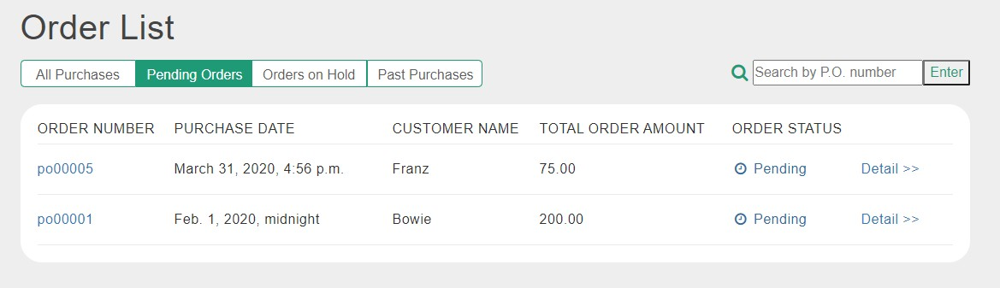 Order List
All Purchases Pending Orders Orders on Hold Past Purchases Search by P.O. number Enter
ORDER NUMBER PURCHASE DATE CUSTOMER NAME TOTAL ORDER AMOUNT ORDER STATUS
po00005 March 31, 2020, 4:56 p.m. Franz 75.00 Pending Detail >>
po00001 Feb. 1, 2020, midnight Bowie 200.00 Pending Detail >>